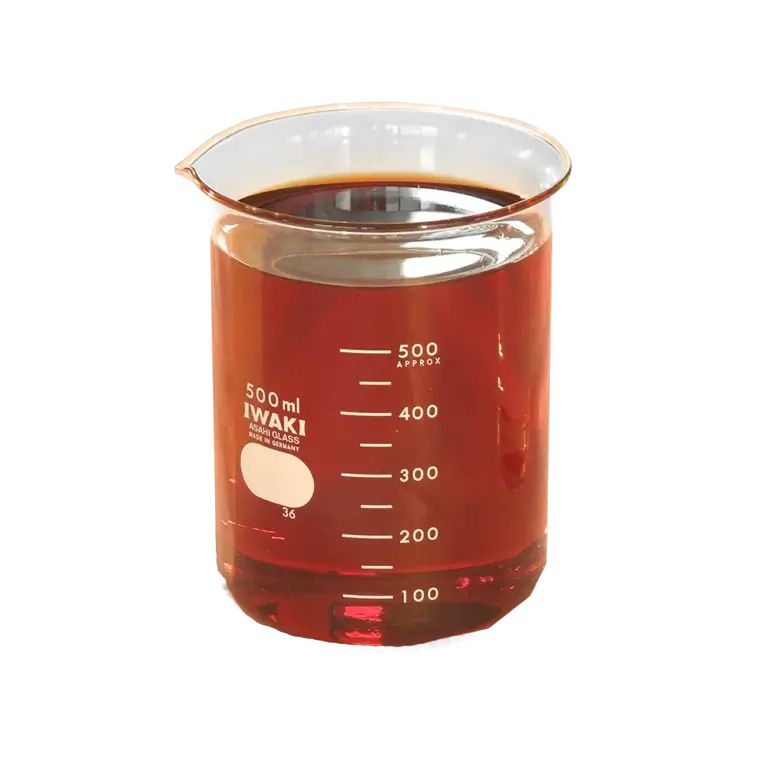 500ml
IWAKI
ASAHI GLASS
MADE IN GERMANY
36
500
APPROX
400
300
200
100